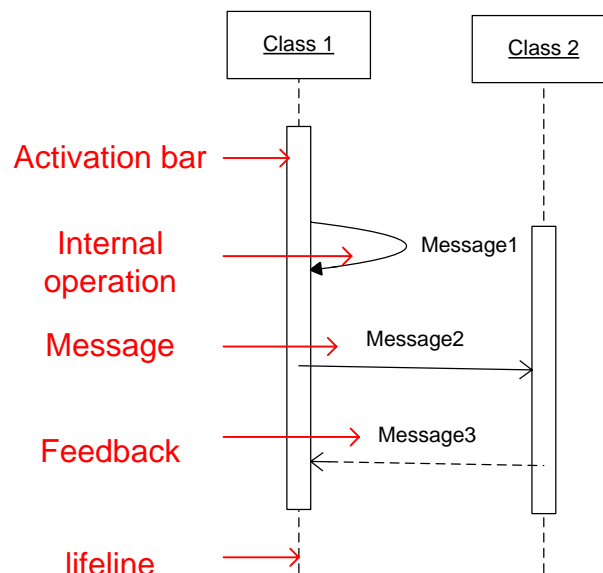 Class 1
Class 2
Activation bar
Internal
operation
Message1
Message
Message2
Feedback
Message3
lifeline